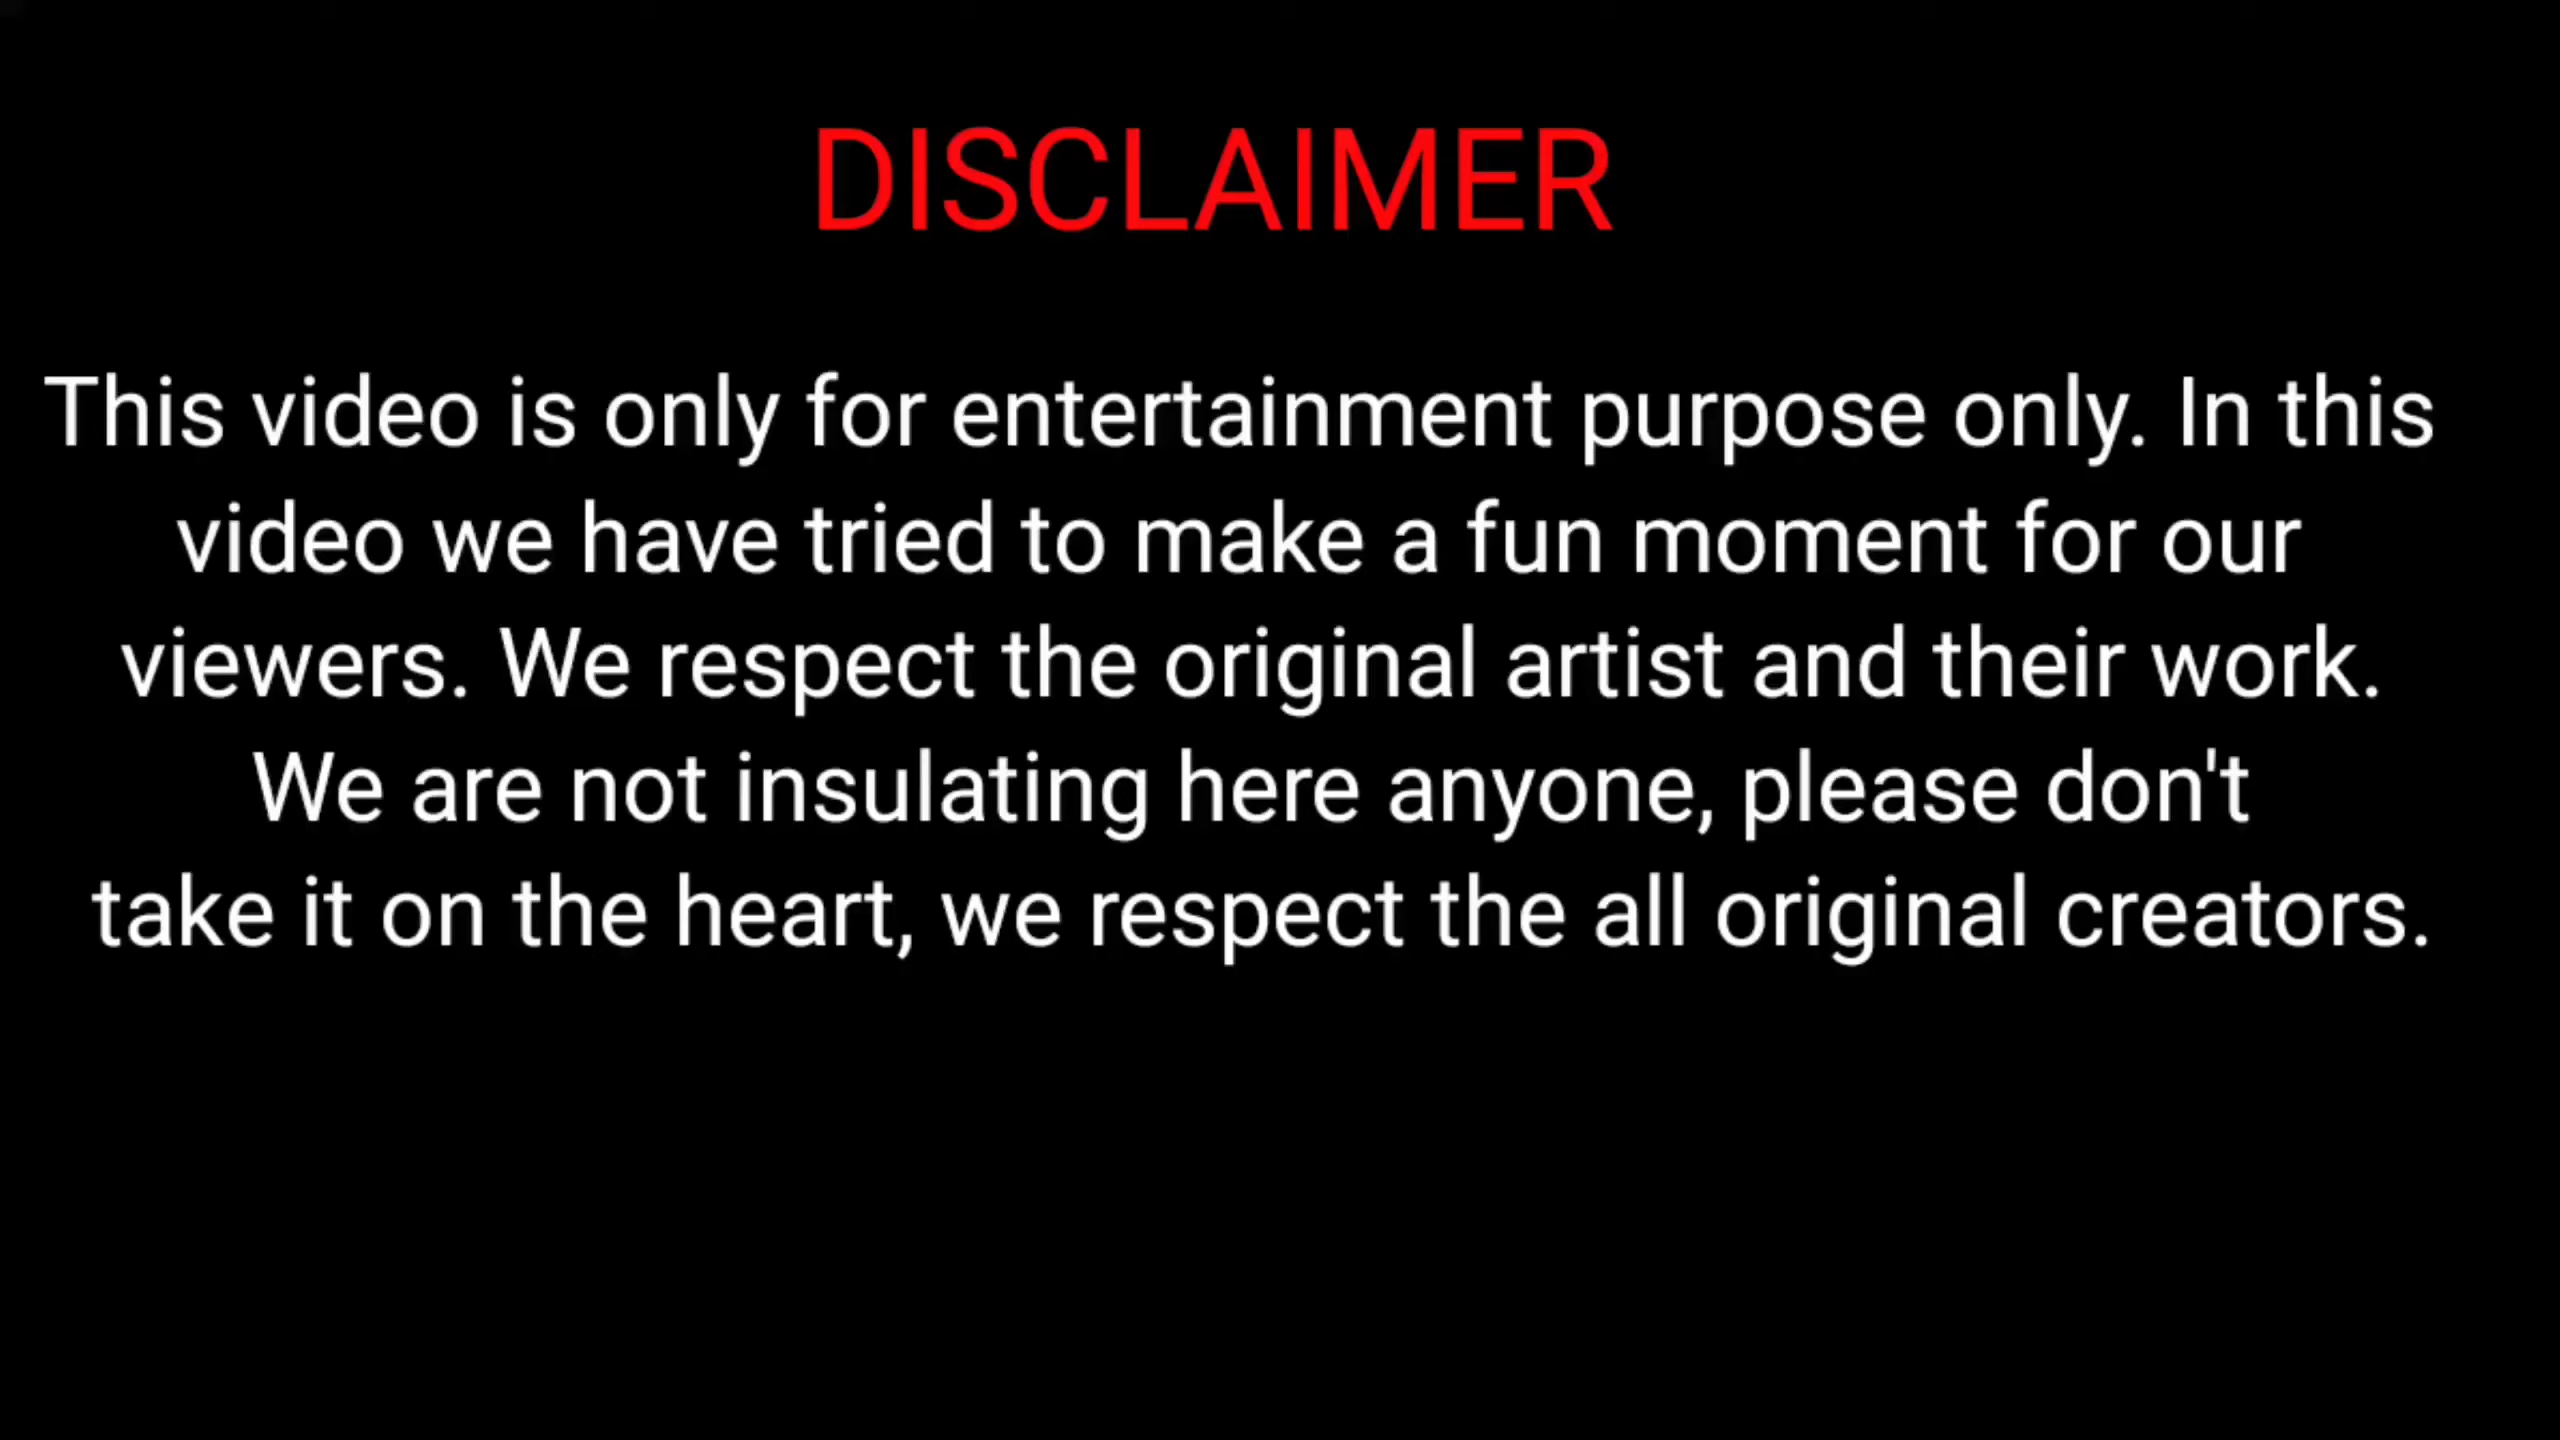 DISCLAIMER
This video is only for entertainment purpose only. In this
video we have tried to make a fun moment for our
viewers. We respect the original artist and their work.
We are not insulating here anyone, please don't
take it on the heart, we respect the all original creators.